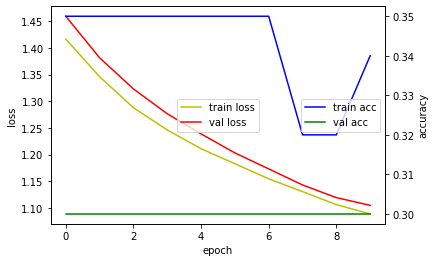 1.45
1.40
1.35
1.30
1.25
1.20
1.15
1.10
loss
train loss
val loss
train acc
val acc
0.35
0.34
0.33
0.32
0.31
0.30
accuracy
0
2
4
6
8
epoch